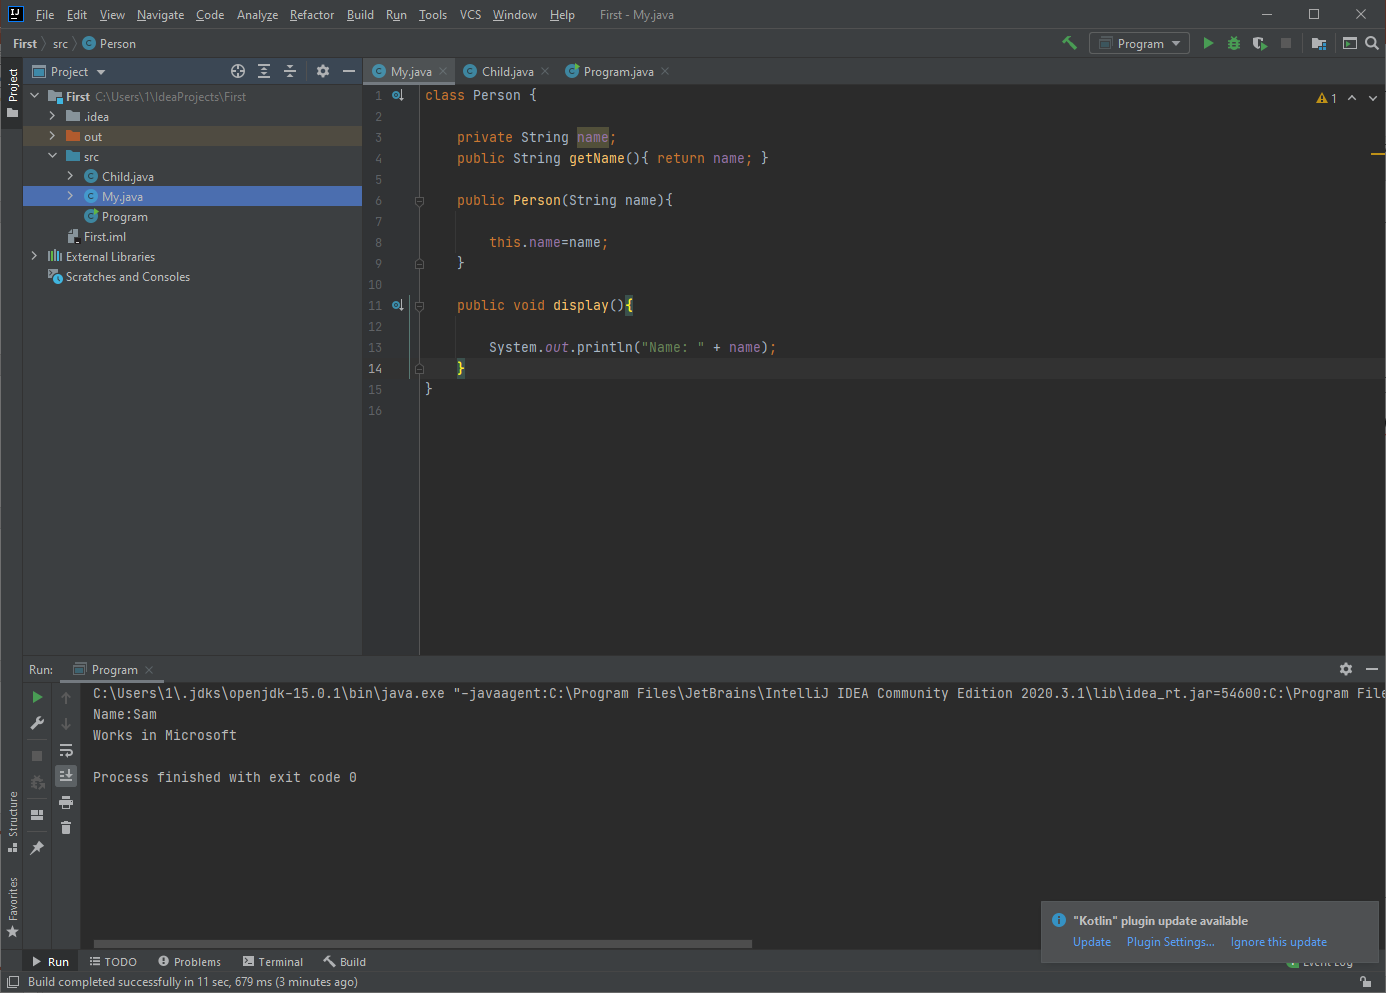 File Edit View Navigate Code Analyze Refactor Build Run Tools VCS Window Help First - My.java
First src Person Program
Project My.java Child.java Program.java
Project
First C:\Users\1\IdeaProjects\First
.idea
out
src
Child.java
My.java
Program
First.iml
External Libraries
Scratches and Consoles
1 class Person {
2
3 private String name;
4 public String getName(){ return name; }
5
6 public Person(String name){
7
8 this.name=name;
9 }
10
11 public void display(){
12
13 System.out.println("Name: " + name);
14 }
15 }
16
1
Run: Program
C:\Users\1\.jdks\openjdk-15.0.1\bin\java.exe "-javaagent:C:\Program Files\JetBrains\IntelliJ IDEA Community Edition 2020.3.1\lib\idea_rt.jar=54600:C:\Program File
Name:Sam
Works in Microsoft
Process finished with exit code 0
Structure
Favorites
"Kotlin" plugin update available
Update Plugin Settings... Ignore this update
Run TODO Problems Terminal Build Event Log
Build completed successfully in 11 sec, 679 ms (3 minutes ago)